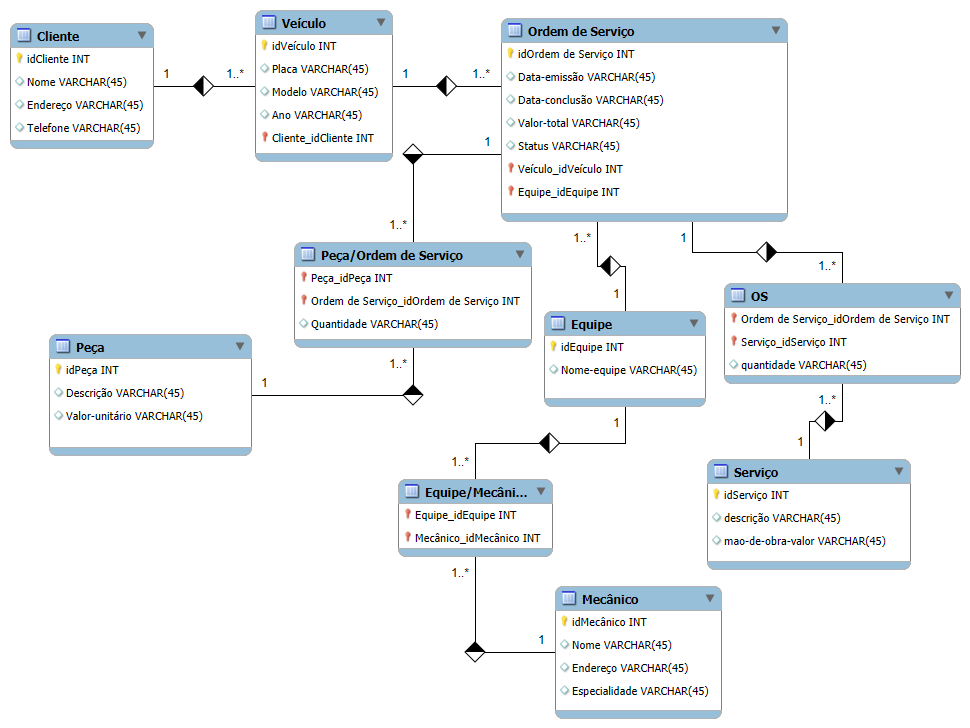 Cliente
idCliente INT
Nome VARCHAR(45)
Endereço VARCHAR(45)
Telefone VARCHAR(45)
1
1..*
Veículo
idVeículo INT
Placa VARCHAR(45)
Modelo VARCHAR(45)
Ano VARCHAR(45)
Cliente_idCliente INT
1
1..*
Ordem de Serviço
idOrdem de Serviço INT
Data-emissão VARCHAR(45)
Data-conclusão VARCHAR(45)
Valor-total VARCHAR(45)
Status VARCHAR(45)
Veículo_idVeículo INT
Equipe_idEquipe INT
1
1..*
Peça/Ordem de Serviço
Peça_idPeça INT
Ordem de Serviço_idOrdem de Serviço INT
Quantidade VARCHAR(45)
1..*
1
Peça
idPeça INT
Descrição VARCHAR(45)
Valor-unitário VARCHAR(45)
1..*
1
Equipe
idEquipe INT
Nome-equipe VARCHAR(45)
1
1..*
OS
Ordem de Serviço_idOrdem de Serviço INT
Serviço_idServiço INT
quantidade VARCHAR(45)
1..*
1
Serviço
idServiço INT
descrição VARCHAR(45)
mao-de-obra-valor VARCHAR(45)
1
1..*
Equipe/Mecâni...
Equipe_idEquipe INT
Mecânico_idMecânico INT
1..*
1
Mecânico
idMecânico INT
Nome VARCHAR(45)
Endereço VARCHAR(45)
Especialidade VARCHAR(45)